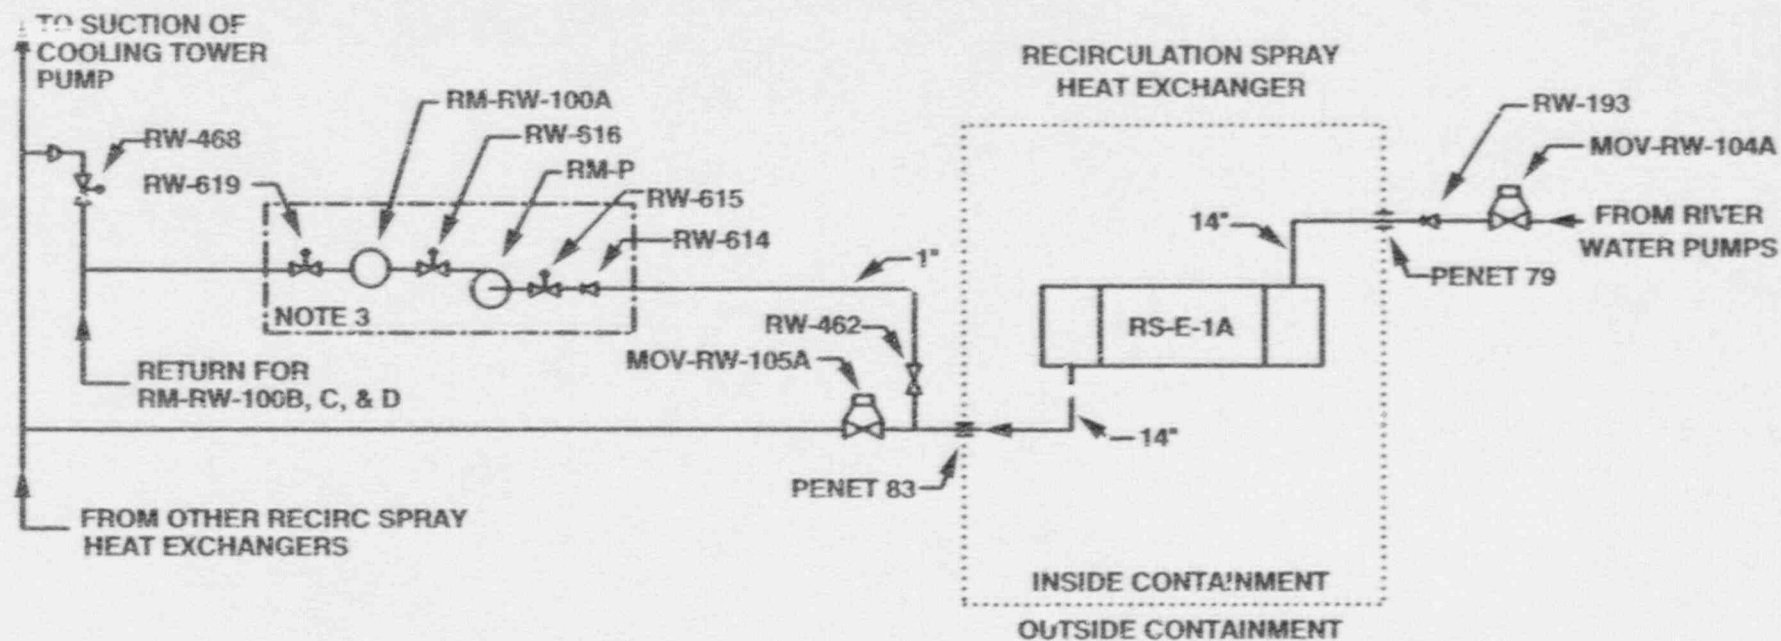 TO SUCTION OF
COOLING TOWER
PUMP
RM-RW-100A
RW-468
RW-616
RW-619
RM-P
RW-615
RW-614
NOTE 3
1"
RW-462
MOV-RW-105A
RETURN FOR
RM-RW-100B, C, & D
PENET 83
FROM OTHER RECIRC SPRAY
HEAT EXCHANGERS
RECIRCULATION SPRAY
HEAT EXCHANGER
RW-193
MOV-RW-104A
14"
FROM RIVER
WATER PUMPS
PENET 79
RS-E-1A
14"
INSIDE CONTAINMENT
OUTSIDE CONTAINMENT